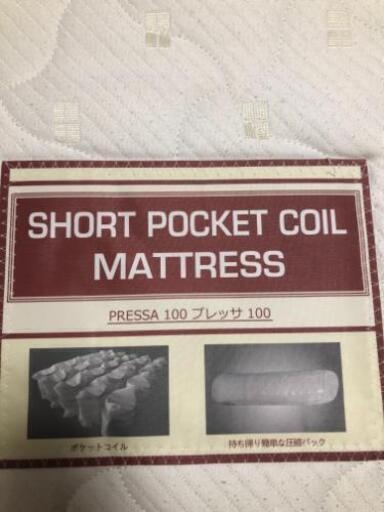 SHORT POCKET COIL
MATTRESS
PRESSA 100 プレッサ 100
ポケットコイル
持ち帰り簡単な圧縮パック